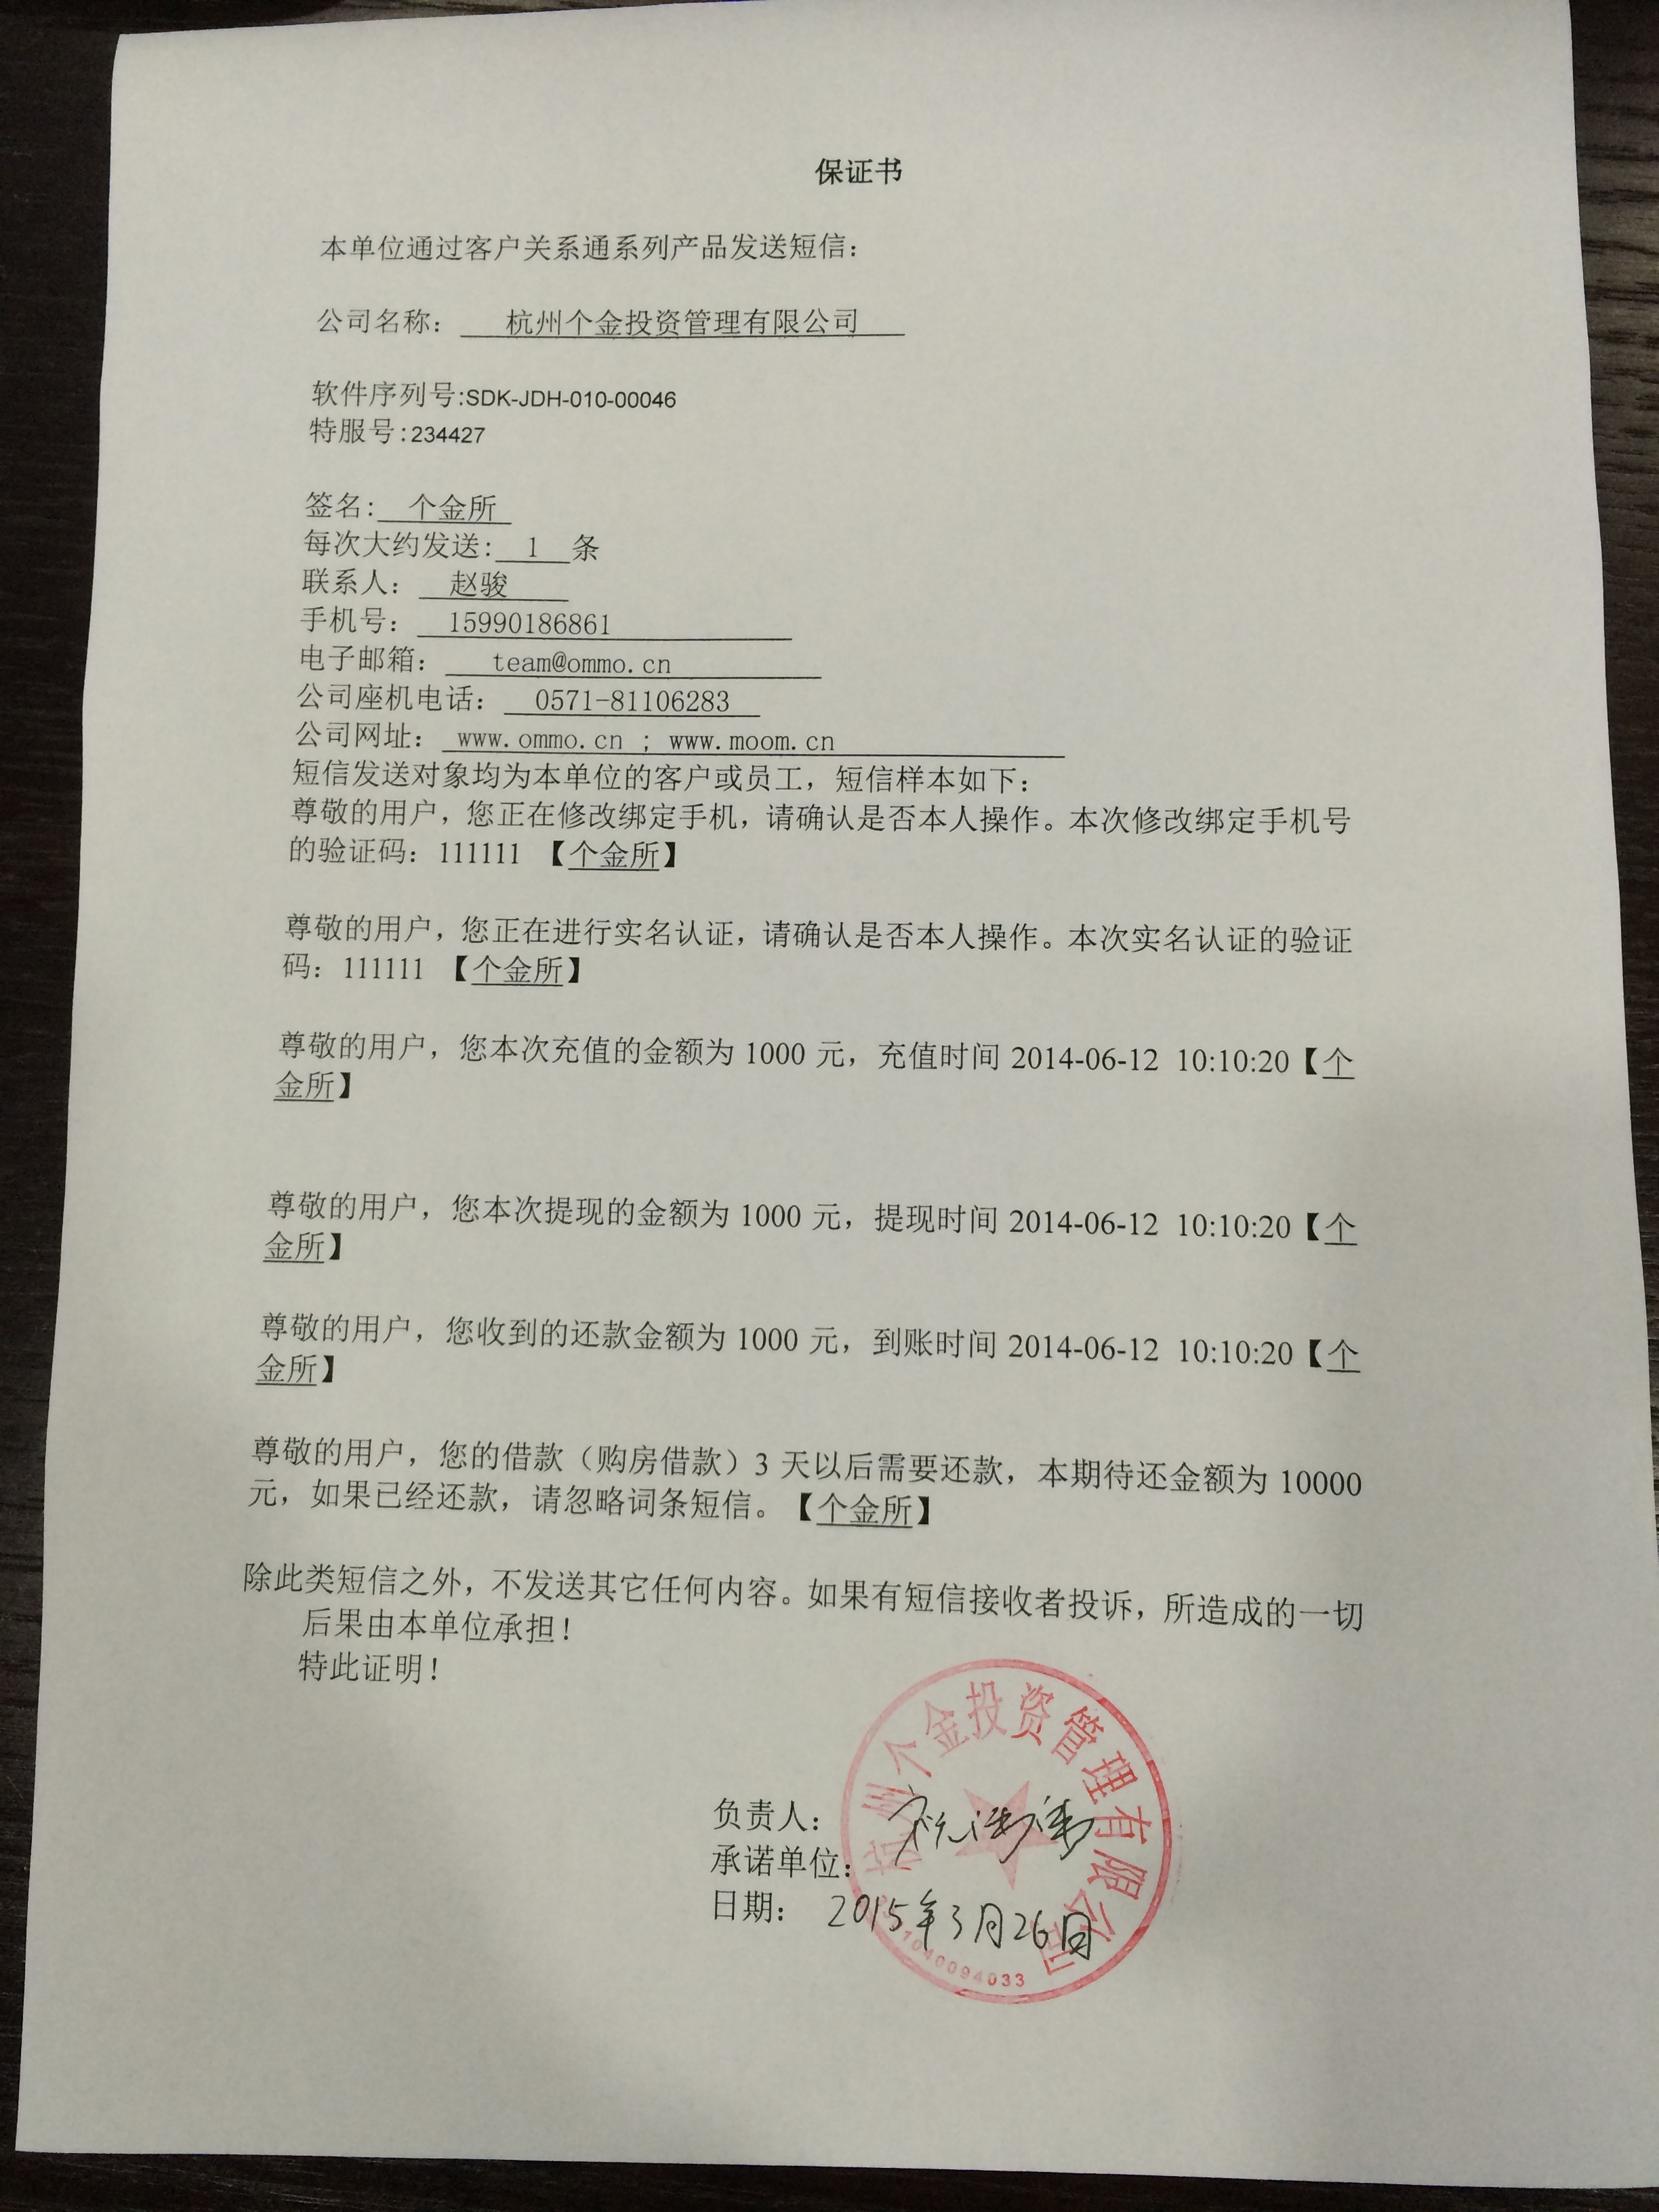 保证书
本单位通过客户关系通系列产品发送短信：
公司名称： 杭州个金投资管理有限公司
软件序列号:SDK-JDH-010-00046
特服号:234427
签名: 个金所
每次大约发送: 1 条
联系人： 赵骏
手机号： 15990186861
电子邮箱： team@ommo.cn
公司座机电话： 0571-81106283
公司网址： www.ommo.cn ; www.moom.cn
短信发送对象均为本单位的客户或员工，短信样本如下：
尊敬的用户，您正在修改绑定手机，请确认是否本人操作。本次修改绑定手机号
的验证码：111111 【个金所】
尊敬的用户，您正在进行实名认证，请确认是否本人操作。本次实名认证的验证
码：111111 【个金所】
尊敬的用户，您本次充值的金额为 1000 元，充值时间 2014-06-12 10:10:20【个
金所】
尊敬的用户，您本次提现的金额为 1000 元，提现时间 2014-06-12 10:10:20【个
金所】
尊敬的用户，您收到的还款金额为 1000 元，到账时间 2014-06-12 10:10:20【个
金所】
尊敬的用户，您的借款（购房借款）3 天以后需要还款，本期待还金额为 10000
元，如果已经还款，请忽略词条短信。【个金所】
除此类短信之外，不发送其它任何内容。如果有短信接收者投诉，所造成的一切
后果由本单位承担！
特此证明！
负责人：
承诺单位：
日期： 2015年3月26日
杭州个金投资管理有限公司
1040094033